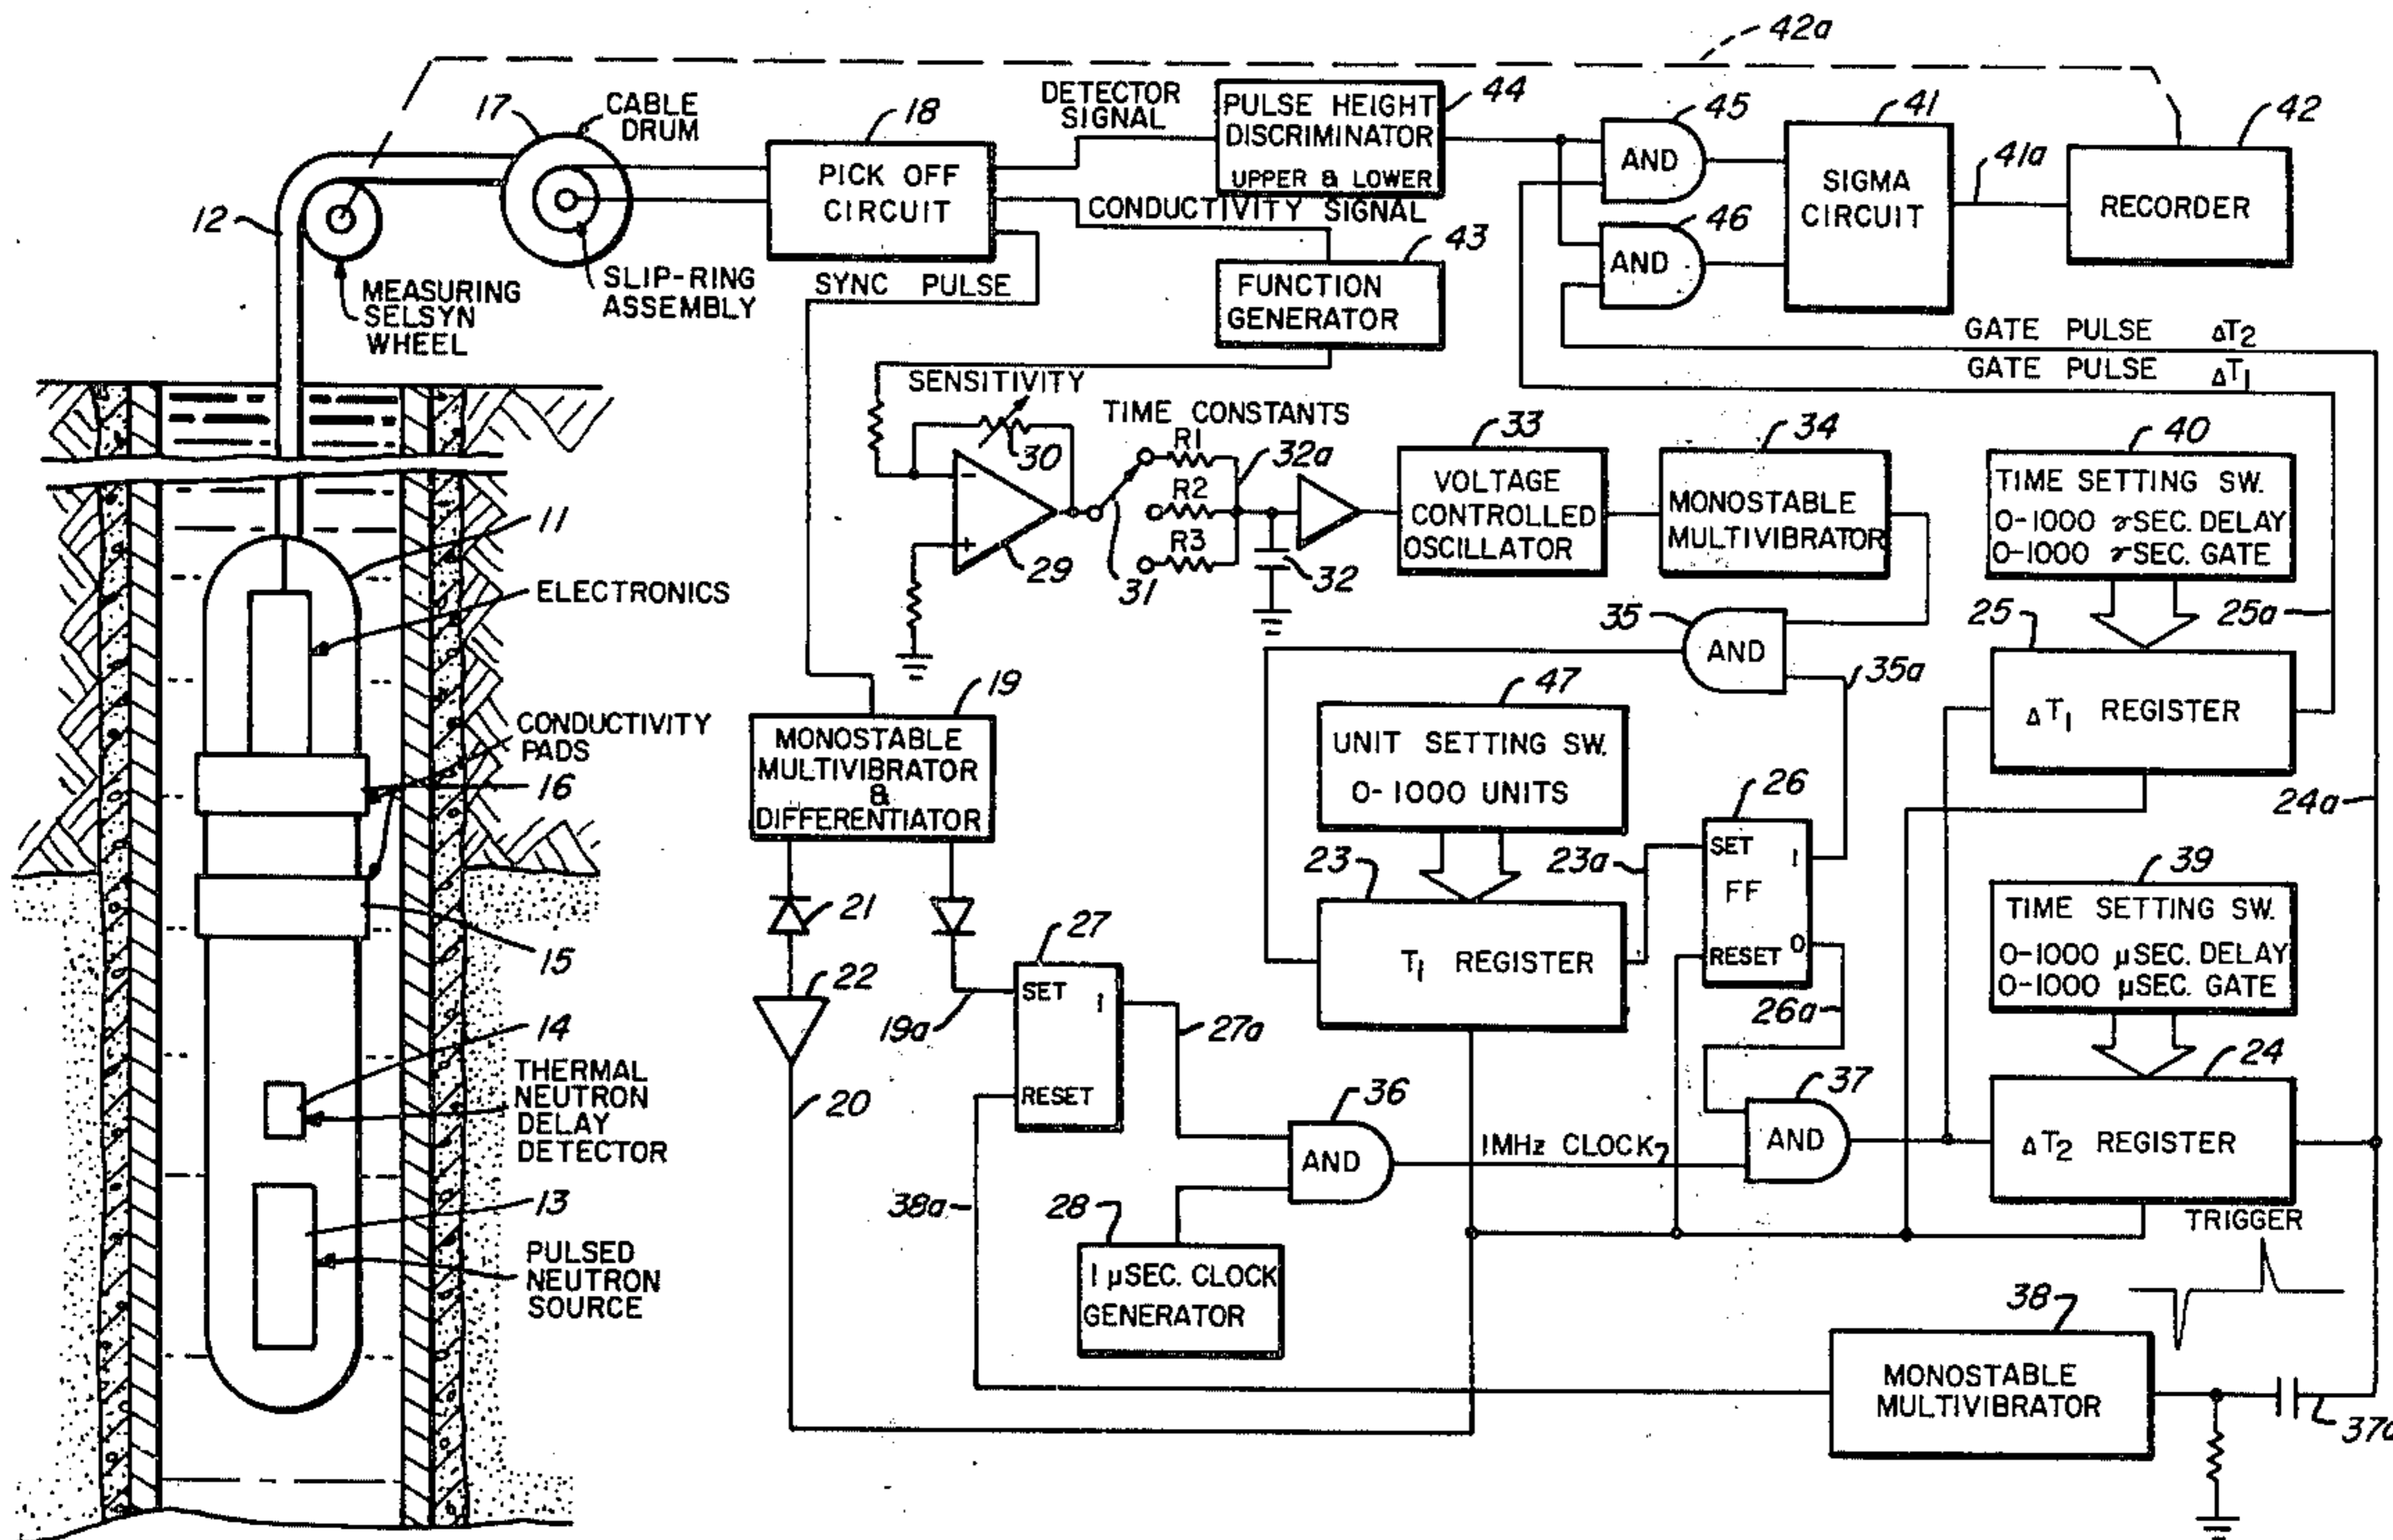 42a
17
CABLE
DRUM
18
DETECTOR
SIGNAL
PULSE HEIGHT
DISCRIMINATOR
UPPER & LOWER
44
45
41
42
12
PICK OFF
CIRCUIT
AND
SIGMA
CIRCUIT
41a
RECORDER
CONDUCTIVITY SIGNAL
46
AND
43
MEASURING
SELSYN
WHEEL
SLIP-RING
ASSEMBLY
SYNC PULSE
FUNCTION
GENERATOR
GATE PULSE ΔT2
GATE PULSE ΔT1
SENSITIVITY
30
TIME CONSTANTS
R1
R2
R3
32a
33
34
40
-
+
29
31
32
VOLTAGE
CONTROLLED
OSCILLATOR
MONOSTABLE
MULTIVIBRATOR
TIME SETTING SW.
0-1000 𝛾SEC. DELAY
0-1000 𝛾SEC. GATE
11
ELECTRONICS
35
AND
35a
25
25a
ΔT1 REGISTER
47
UNIT SETTING SW.
0-1000 UNITS
19
MONOSTABLE
MULTIVIBRATOR
&
DIFFERENTIATOR
CONDUCTIVITY
PADS
16
15
26
SET
1
FF
RESET
0
26a
24a
23
23a
T1 REGISTER
39
TIME SETTING SW.
0-1000 µSEC. DELAY
0-1000 µSEC. GATE
21
22
20
19a
27
SET
1
RESET
27a
14
THERMAL
NEUTRON
DELAY
DETECTOR
36
AND
1MHz CLOCK
37
AND
24
ΔT2 REGISTER
TRIGGER
38a
28
1 µSEC. CLOCK
GENERATOR
13
PULSED
NEUTRON
SOURCE
38
MONOSTABLE
MULTIVIBRATOR
37a